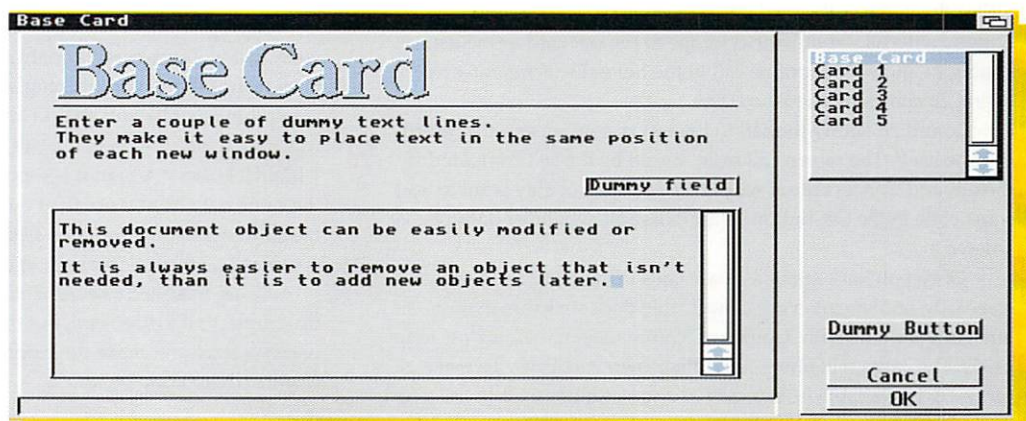 Base Card
Base Card
Enter a couple of dummy text lines.
They make it easy to place text in the same position
of each new window.
Dummy field
This document object can be easily modified or
removed.
It is always easier to remove an object that isn't
needed, than it is to add new objects later.
Base Card
Card 1
Card 2
Card 3
Card 4
Card 5
Dummy Button
Cancel
OK